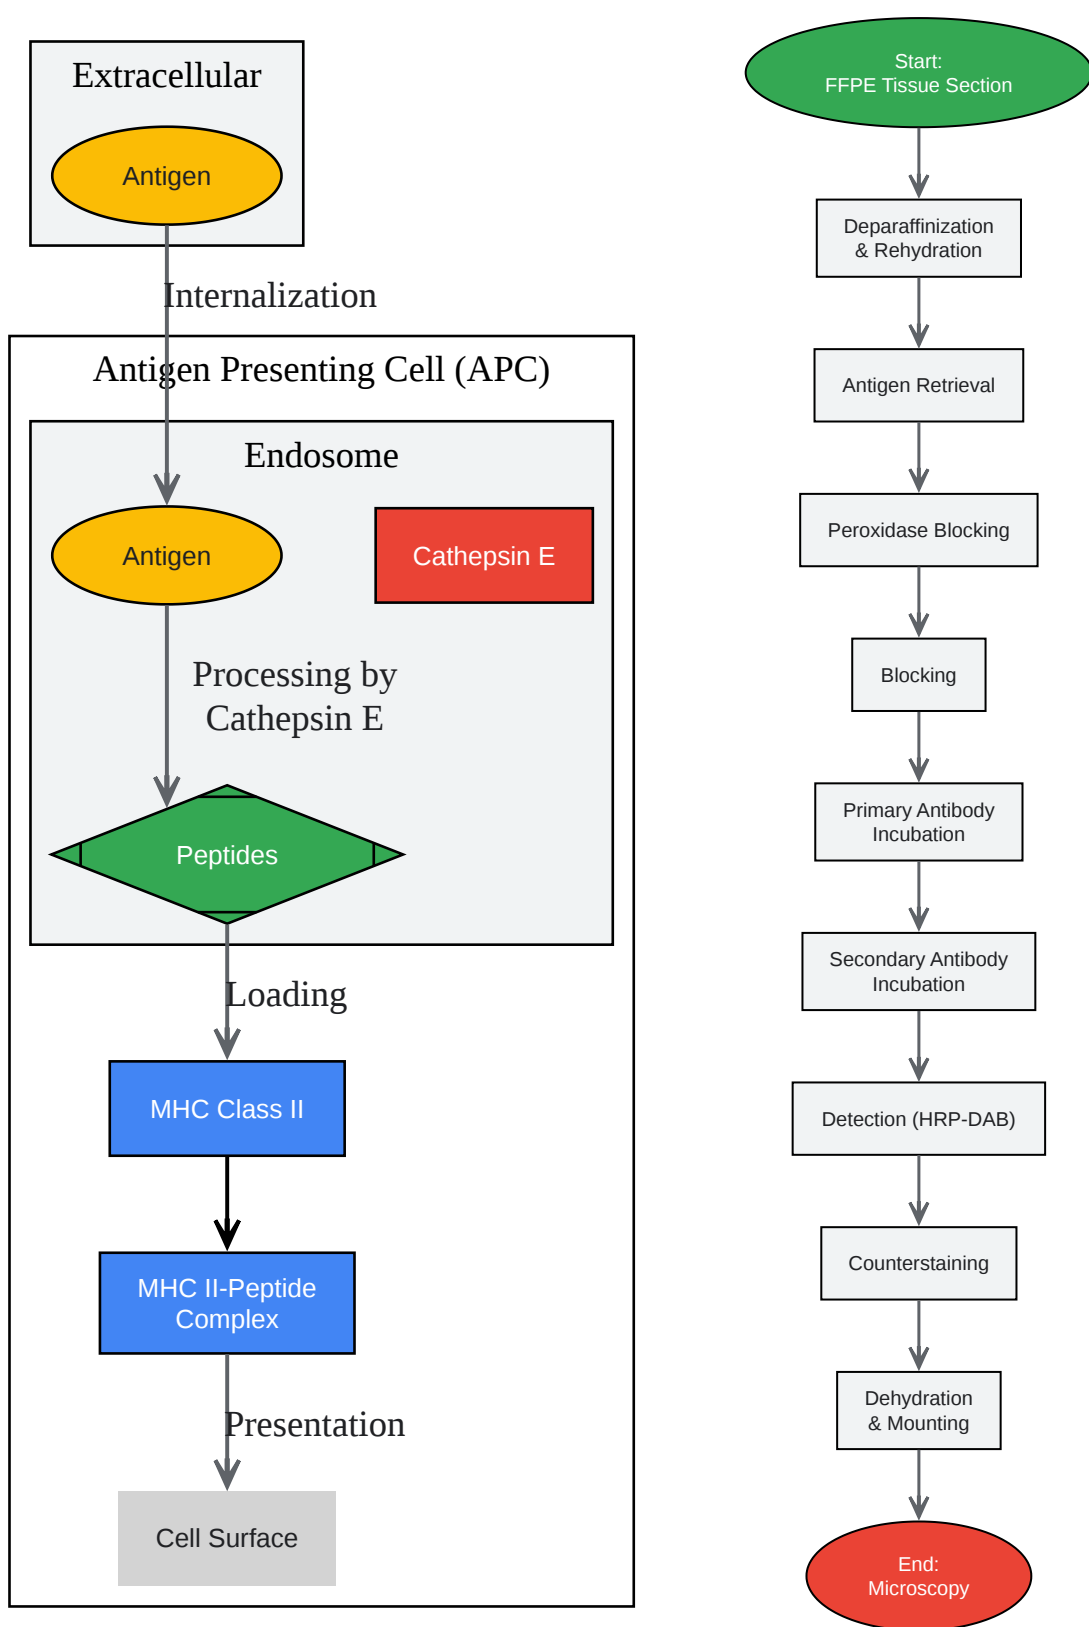 Extracellular
Antigen
Internalization
Antigen Presenting Cell (APC)
Endosome
Antigen
Cathepsin E
Processing by
Cathepsin E
Peptides
Loading
MHC Class II
MHC II-Peptide
Complex
Presentation
Cell Surface
Start:
FFPE Tissue Section
Deparaffinization
& Rehydration
Antigen Retrieval
Peroxidase Blocking
Blocking
Primary Antibody
Incubation
Secondary Antibody
Incubation
Detection (HRP-DAB)
Counterstaining
Dehydration
& Mounting
End:
Microscopy